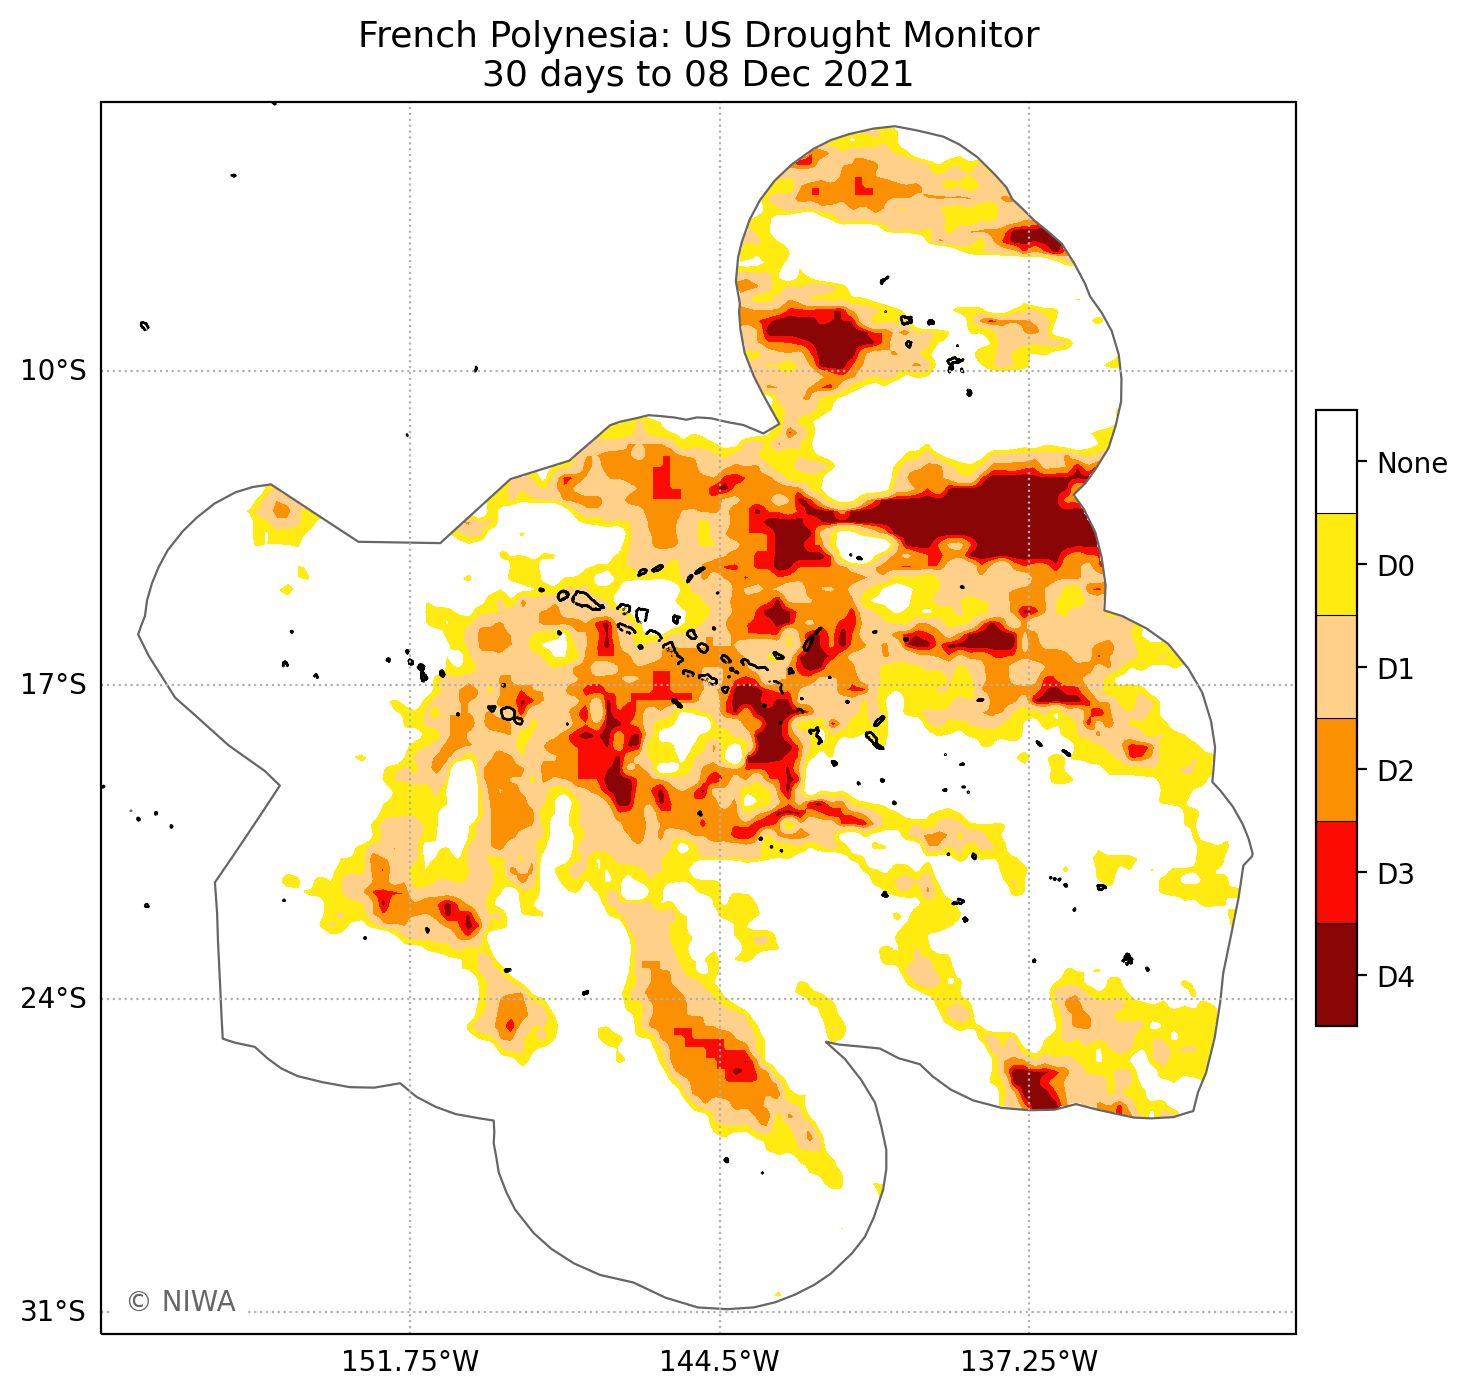 French Polynesia: US Drought Monitor
30 days to 08 Dec 2021
10°S
17°S
24°S
31°S
151.75°W
144.5°W
137.25°W
None
D0
D1
D2
D3
D4
© NIWA